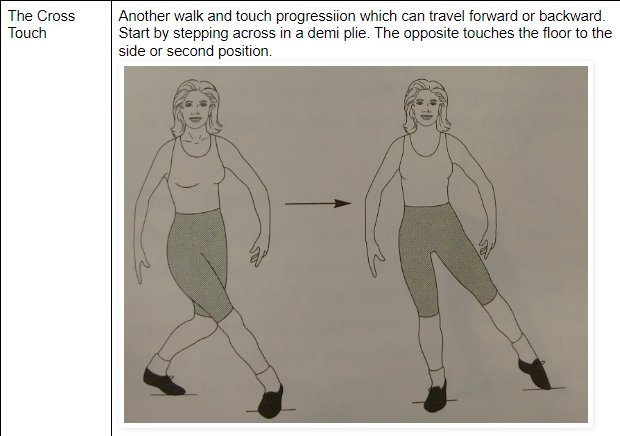 The Cross
Touch
Another walk and touch progressiion which can travel forward or backward.
Start by stepping across in a demi plie. The opposite touches the floor to the
side or second position.